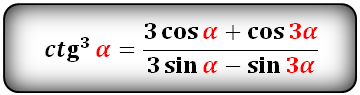 ctg³ α = (3 cos α + cos 3α) / (3 sin α − sin 3α)